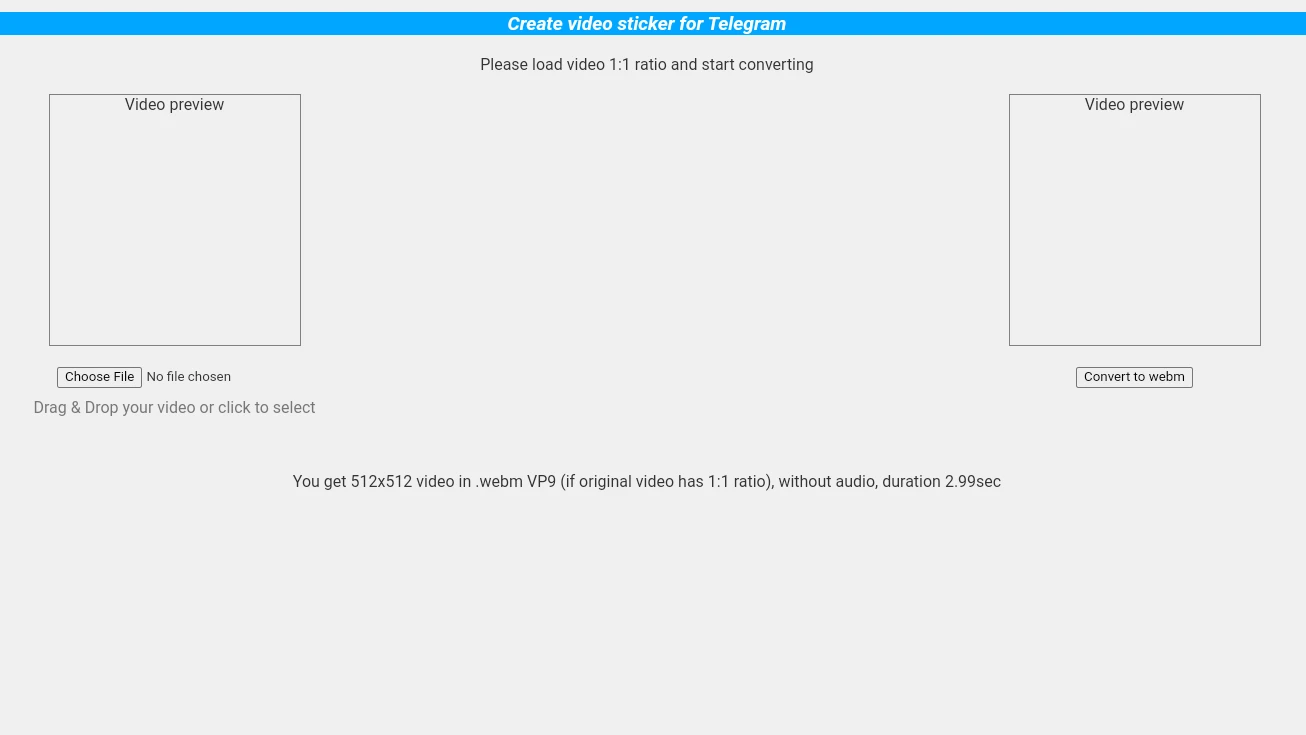 Create video sticker for Telegram
Please load video 1:1 ratio and start converting
Video preview
Video preview
Choose File No file chosen
Convert to webm
Drag & Drop your video or click to select
You get 512x512 video in .webm VP9 (if original video has 1:1 ratio), without audio, duration 2.99sec